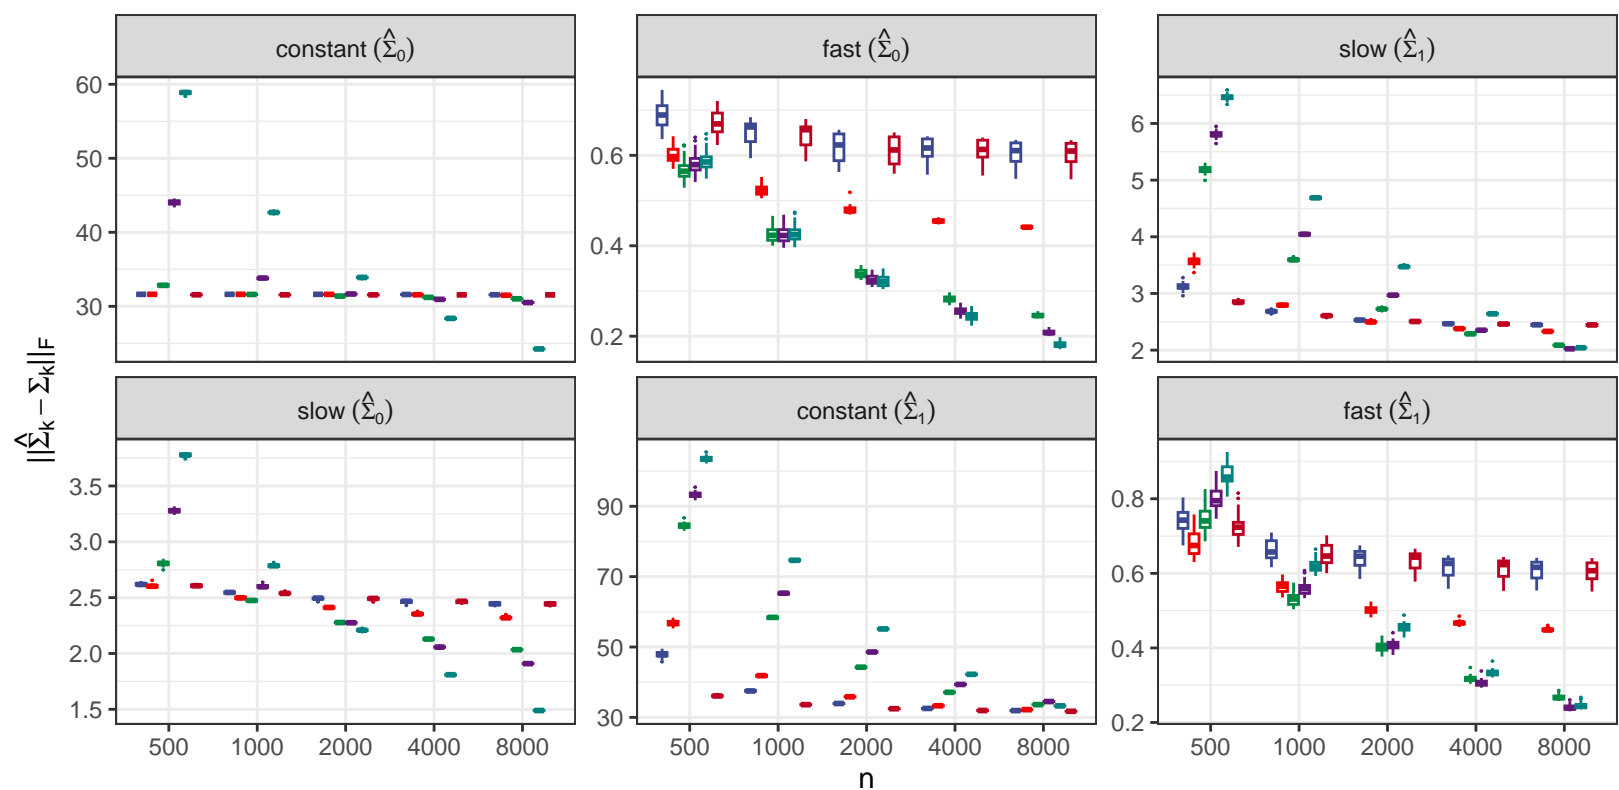 constant (Σ̂₀)
fast (Σ̂₀)
slow (Σ̂₁)
60
50
40
30
0.6
0.4
0.2
6
5
4
3
2
||Σ̂ₖ − Σₖ||F
slow (Σ̂₀)
constant (Σ̂₁)
fast (Σ̂₁)
3.5
3.0
2.5
2.0
1.5
90
70
50
30
0.8
0.6
0.4
0.2
500 1000 2000 4000 8000
500 1000 2000 4000 8000
500 1000 2000 4000 8000
n